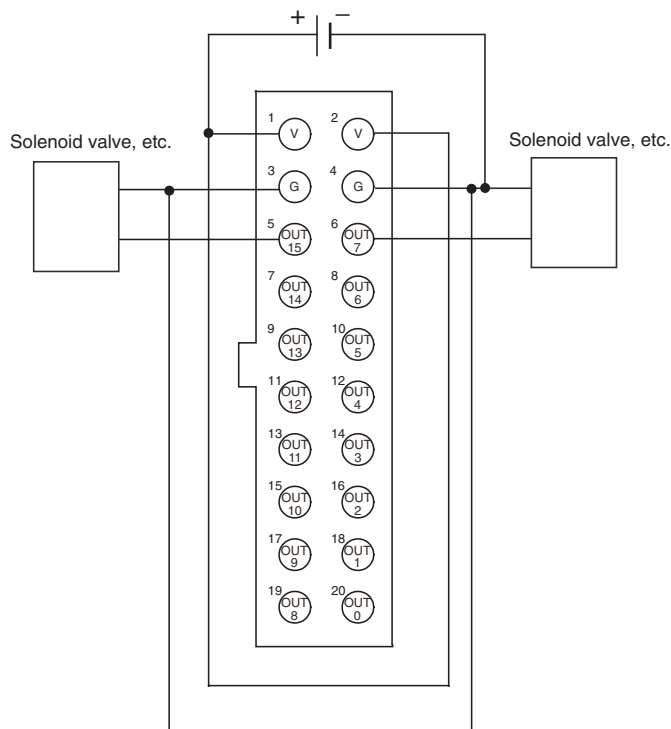 + −
1 V 2 V
Solenoid valve, etc. Solenoid valve, etc.
3 G 4 G
5 OUT 15 6 OUT 7
7 OUT 14 8 OUT 6
9 OUT 13 10 OUT 5
11 OUT 12 12 OUT 4
13 OUT 11 14 OUT 3
15 OUT 10 16 OUT 2
17 OUT 9 18 OUT 1
19 OUT 8 20 OUT 0